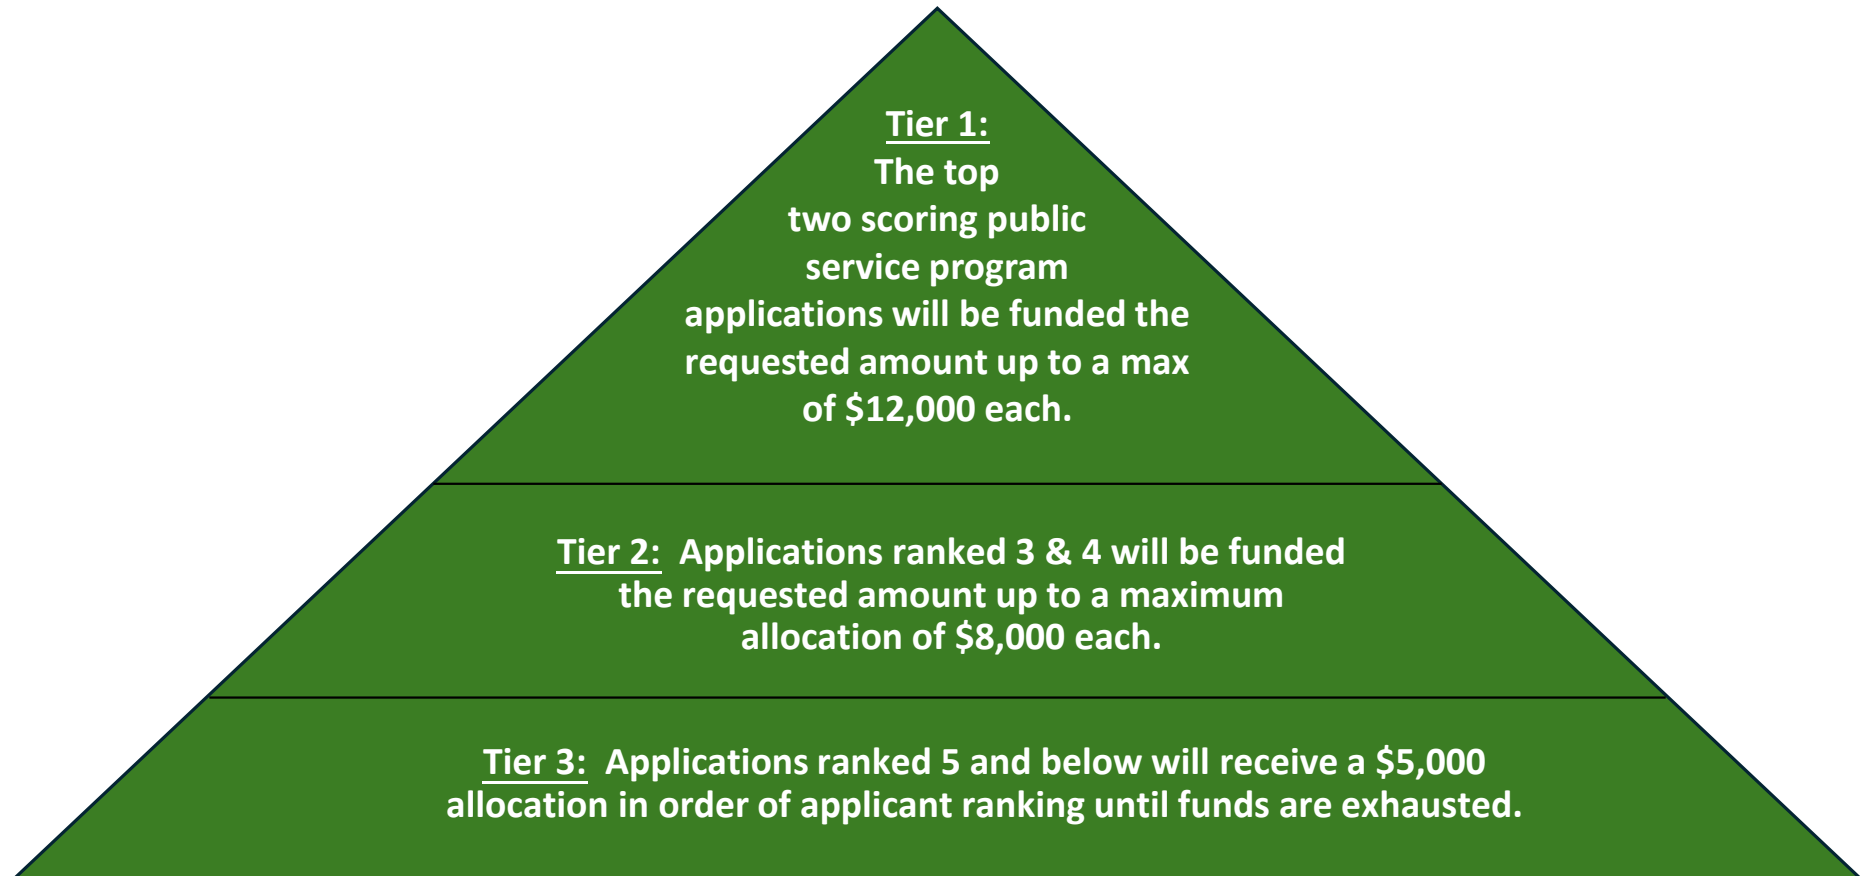 Tier 1:
The top
two scoring public
service program
applications will be funded the
requested amount up to a max
of $12,000 each.
Tier 2: Applications ranked 3 & 4 will be funded
the requested amount up to a maximum
allocation of $8,000 each.
Tier 3: Applications ranked 5 and below will receive a $5,000
allocation in order of applicant ranking until funds are exhausted.